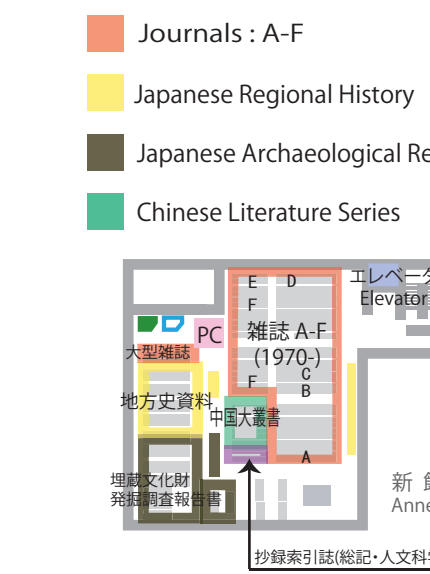 Journals : A-F
Japanese Regional History
Japanese Archaeological Re
Chinese Literature Series
エレベータ
Elevator
E D
F
PC
雑誌 A-F
(1970-)
大型雑誌
C
F B
地方史資料
中国大叢書
A
埋蔵文化財
発掘調査報告書
新 館
Anne
抄録索引誌(総記・人文科学